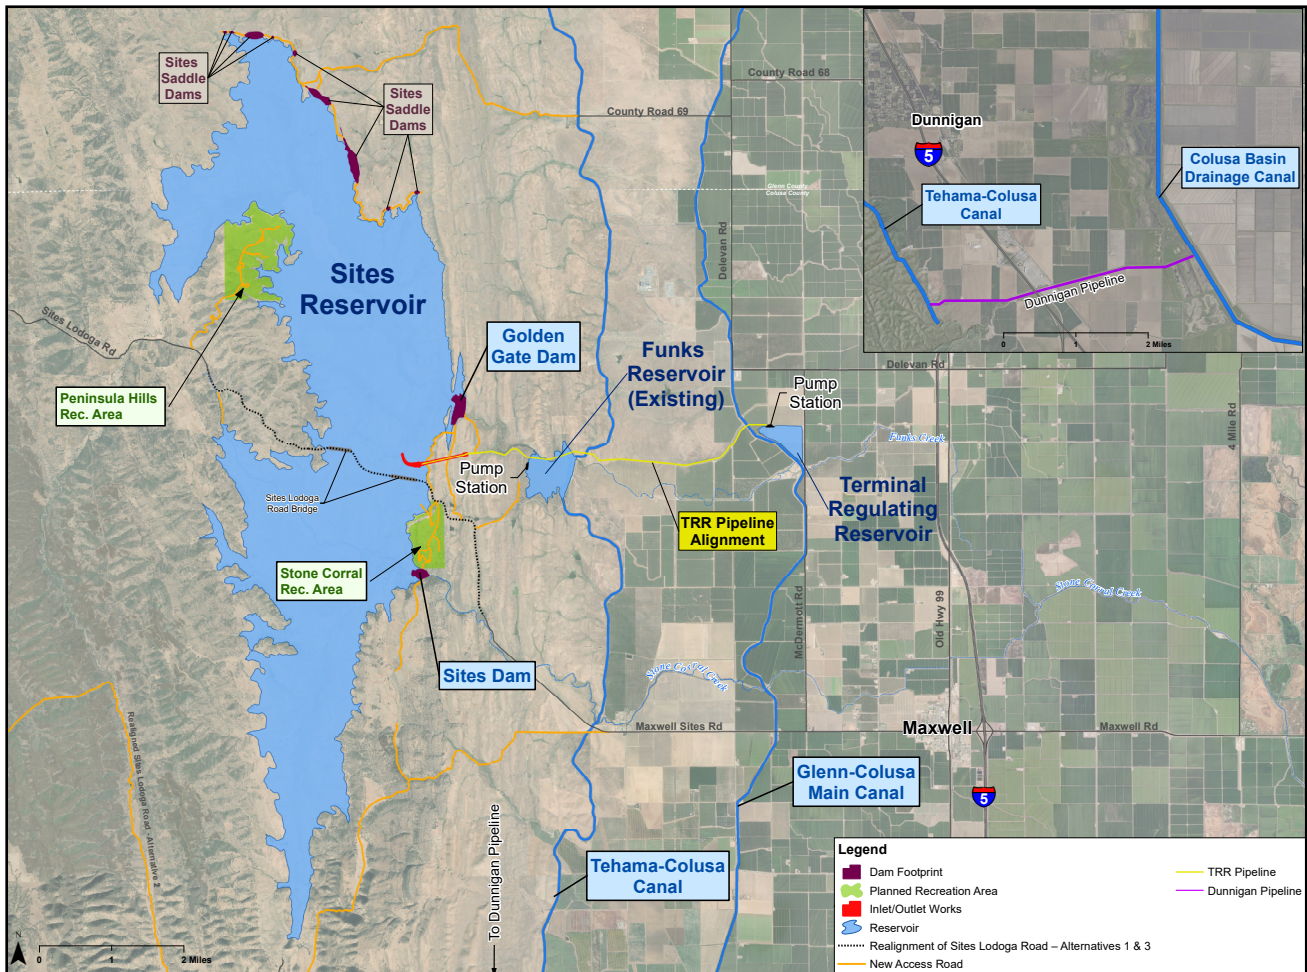 Sites
Saddle
Dams
Sites
Saddle
Dams
County Road 68
County Road 69
Glenn County
Colusa County
Delevan Rd
Dunnigan
5
Tehama-Colusa
Canal
Colusa Basin
Drainage Canal
Dunnigan Pipeline
0 1 2 Miles
Sites
Reservoir
Sites Lodoga Rd
Golden
Gate Dam
Funks
Reservoir
(Existing)
Pump
Station
Delevan Rd
4 Mile Rd
Peninsula Hills
Rec. Area
Funks Creek
Pump
Station
Sites Lodoga
Road Bridge
TRR Pipeline
Alignment
Terminal
Regulating
Reservoir
Stone Corral
Rec. Area
Stone Corral Creek
McDermott Rd
Old Hwy 99
Sites Dam
Stone Corral Creek
Maxwell Sites Rd
Maxwell
Maxwell Rd
Realigned Sites Lodoga Road - Alternative 2
Glenn-Colusa
Main Canal
5
To Dunnigan Pipeline
Tehama-Colusa
Canal
Legend
Dam Footprint
Planned Recreation Area
Inlet/Outlet Works
Reservoir
Realignment of Sites Lodoga Road – Alternatives 1 & 3
New Access Road
TRR Pipeline
Dunnigan Pipeline
N
0 1 2 Miles